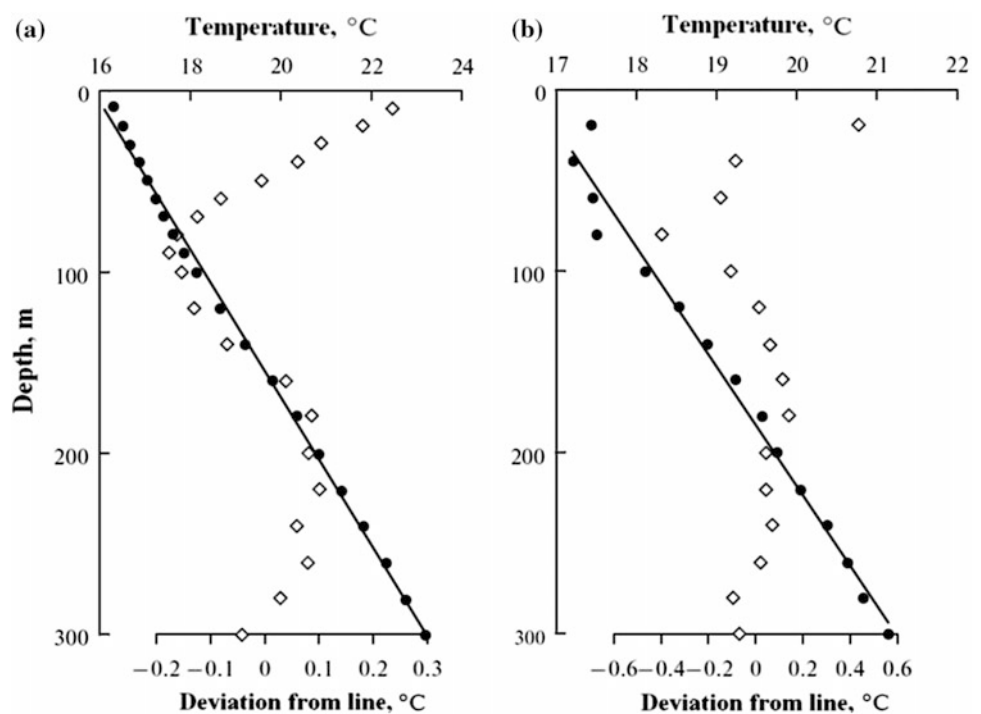 (a)
Temperature, °C
16 18 20 22 24
0
100
200
300
Depth, m
−0.2 −0.1 0 0.1 0.2 0.3
Deviation from line, °C
(b)
Temperature, °C
17 18 19 20 21 22
0
100
200
300
−0.6−0.4−0.2 0 0.2 0.4 0.6
Deviation from line, °C